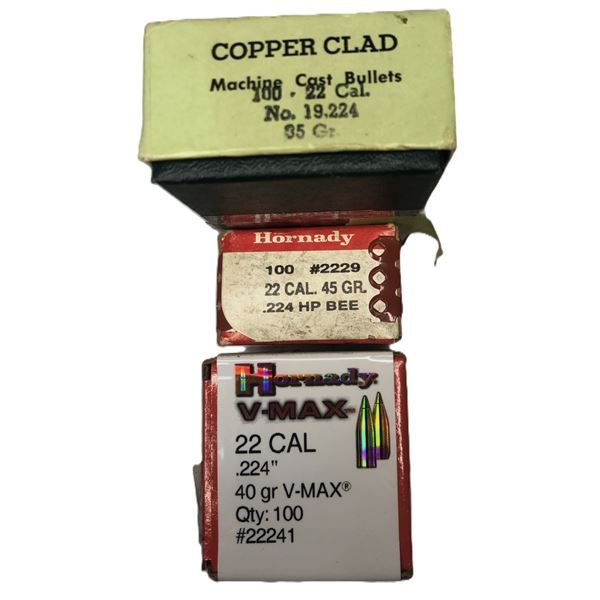 COPPER CLAD
Machine Cast Bullets
100 - 22 Cal.
No. 19.224
35 Gr.
Hornady
100 #2229
22 CAL. 45 GR.
.224 HP BEE
Hornady
V-MAX™
22 CAL
.224"
40 gr V-MAX®
Qty: 100
#22241